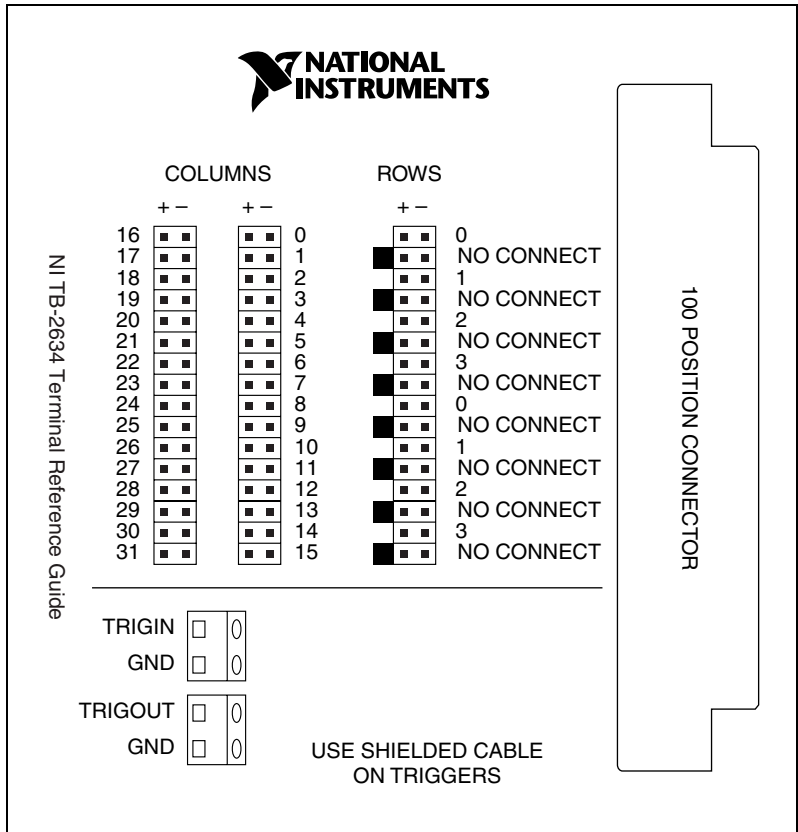 NATIONAL
INSTRUMENTS
COLUMNS ROWS
+ − + − + −
16 0 0
17 1 NO CONNECT
18 2 1
19 3 NO CONNECT
20 4 2
21 5 NO CONNECT
22 6 3
23 7 NO CONNECT
24 8 0
25 9 NO CONNECT
26 10 1
27 11 NO CONNECT
28 12 2
29 13 NO CONNECT
30 14 3
31 15 NO CONNECT
NI TB-2634 Terminal Reference Guide
100 POSITION CONNECTOR
TRIGIN
GND
TRIGOUT
GND
USE SHIELDED CABLE
ON TRIGGERS